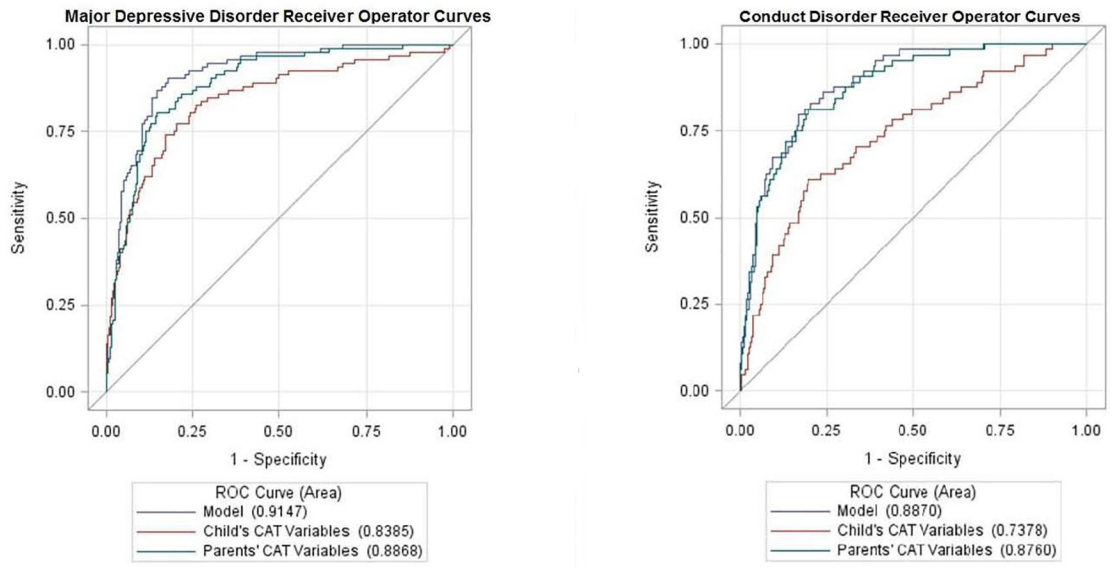 Major Depressive Disorder Receiver Operator Curves
1.00
0.75
0.50
0.25
0.00
Sensitivity
0.00 0.25 0.50 0.75 1.00
1 - Specificity
ROC Curve (Area)
Model (0.9147)
Child's CAT Variables (0.8385)
Parents' CAT Variables (0.8868)
Conduct Disorder Receiver Operator Curves
1.00
0.75
0.50
0.25
0.00
Sensitivity
0.00 0.25 0.50 0.75 1.00
1 - Specificity
ROC Curve (Area)
Model (0.8870)
Child's CAT Variables (0.7378)
Parents' CAT Variables (0.8760)